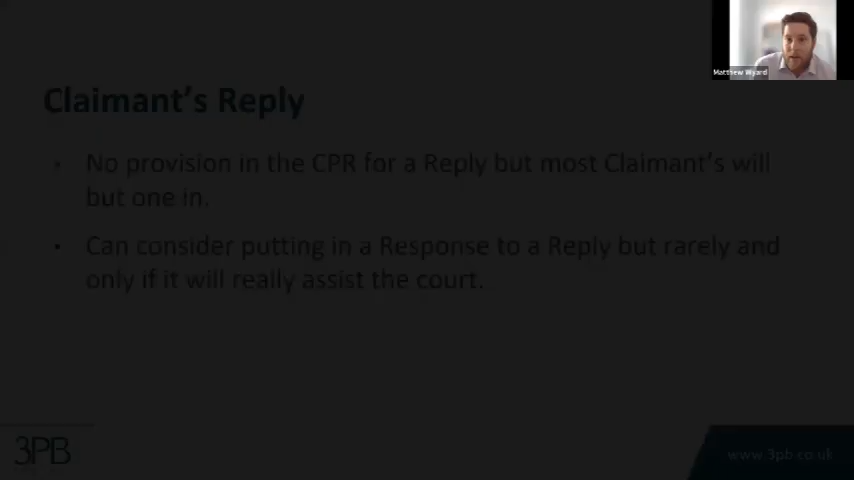 Matthew Wyard
Claimant's Reply
• No provision in the CPR for a Reply but most Claimant's will
but one in.
• Can consider putting in a Response to a Reply but rarely and
only if it will really assist the court.
3PB
www.3pb.co.uk